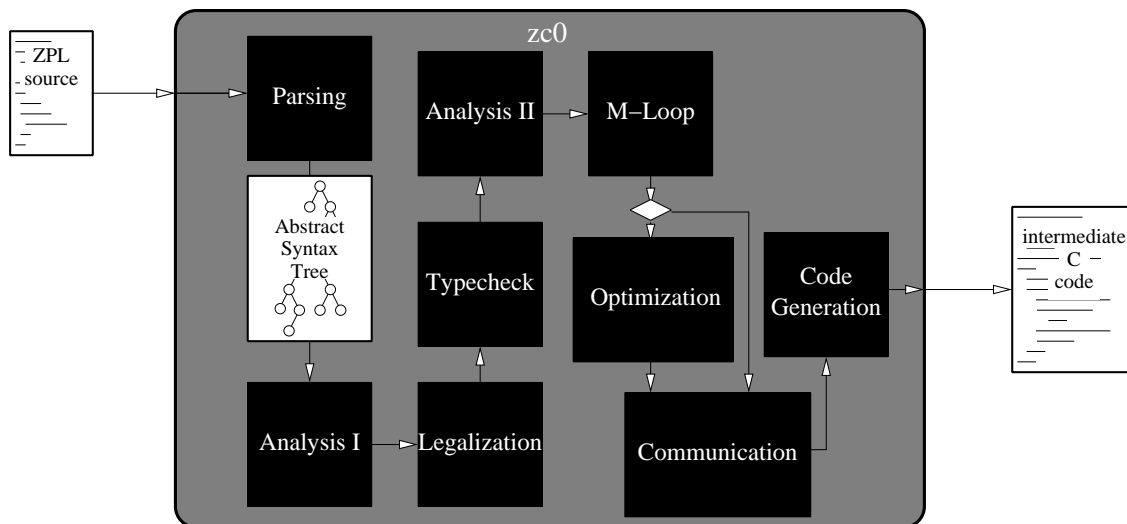 zc0
ZPL
source
Parsing
Abstract
Syntax
Tree
Analysis I
Legalization
Typecheck
Analysis II
M−Loop
Optimization
Communication
Code
Generation
intermediate
C
code